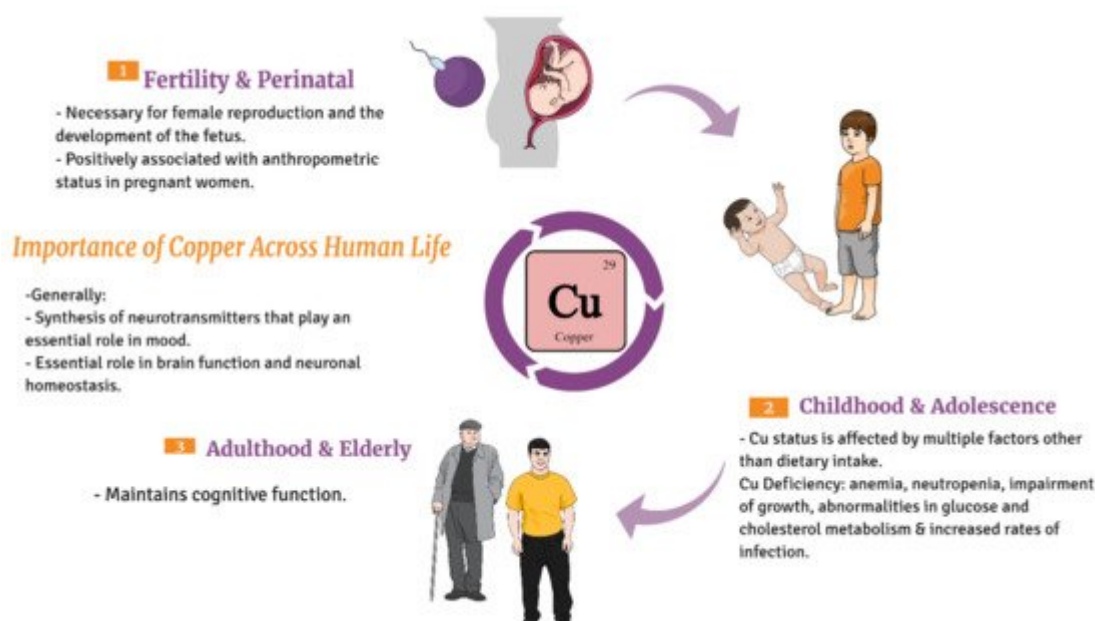 1 Fertility & Perinatal
- Necessary for female reproduction and the
development of the fetus.
- Positively associated with anthropometric
status in pregnant women.
Importance of Copper Across Human Life
-Generally:
- Synthesis of neurotransmitters that play an
essential role in mood.
- Essential role in brain function and neuronal
homeostasis.
29
Cu
Copper
2 Childhood & Adolescence
- Cu status is affected by multiple factors other
than dietary intake.
Cu Deficiency: anemia, neutropenia, impairment
of growth, abnormalities in glucose and
cholesterol metabolism & increased rates of
infection.
3 Adulthood & Elderly
- Maintains cognitive function.